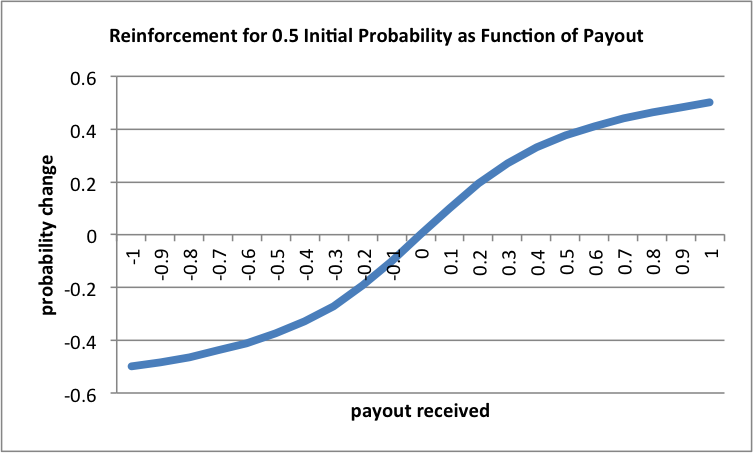 Reinforcement for 0.5 Initial Probability as Function of Payout
0.6
0.4
0.2
0
-0.2
-0.4
-0.6
probability change
-1 -0.9 -0.8 -0.7 -0.6 -0.5 -0.4 -0.3 -0.2 -0.1 0 0.1 0.2 0.3 0.4 0.5 0.6 0.7 0.8 0.9 1
payout received